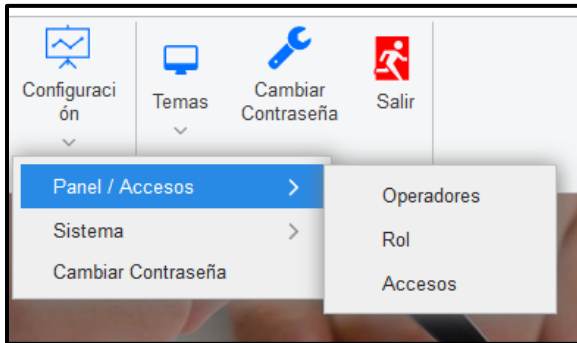 Configuraci
ón
Temas
Cambiar
Contraseña
Salir
Panel / Accesos
Sistema
Cambiar Contraseña
Operadores
Rol
Accesos